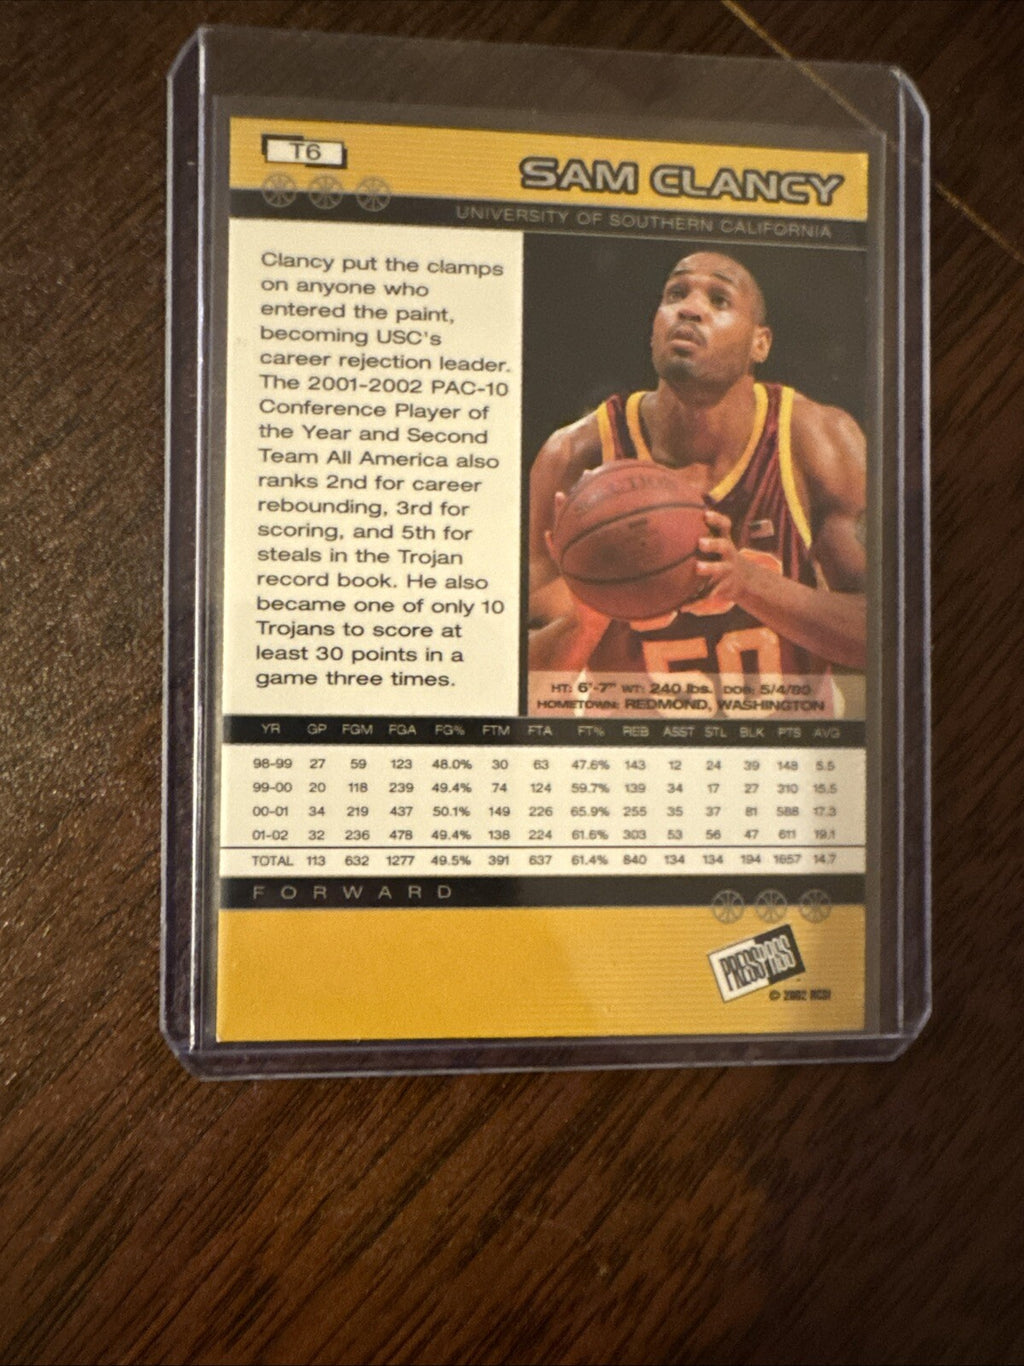 T6
SAM CLANCY
UNIVERSITY OF SOUTHERN CALIFORNIA
Clancy put the clamps
on anyone who
entered the paint,
becoming USC's
career rejection leader.
The 2001-2002 PAC-10
Conference Player of
the Year and Second
Team All America also
ranks 2nd for career
rebounding, 3rd for
scoring, and 5th for
steals in the Trojan
record book. He also
became one of only 10
Trojans to score at
least 30 points in a
game three times.
50
HT: 6'-7" WT: 240 lbs. DOB: 5/4/80
HOMETOWN: REDMOND, WASHINGTON
YR GP FGM FGA FG% FTM FTA FT% REB ASST STL BLK PTS AVG
98-99 27 59 123 48.0% 30 63 47.6% 143 12 24 39 148 5.5
99-00 20 118 239 49.4% 74 124 59.7% 139 34 17 27 310 15.5
00-01 34 219 437 50.1% 149 226 65.9% 255 35 37 81 588 17.3
01-02 32 236 478 49.4% 138 224 61.6% 303 53 56 47 611 19.1
TOTAL 113 632 1277 49.5% 391 637 61.4% 840 134 134 194 1657 14.7
FORWARD
PRESS PASS
© 2002 RCSI